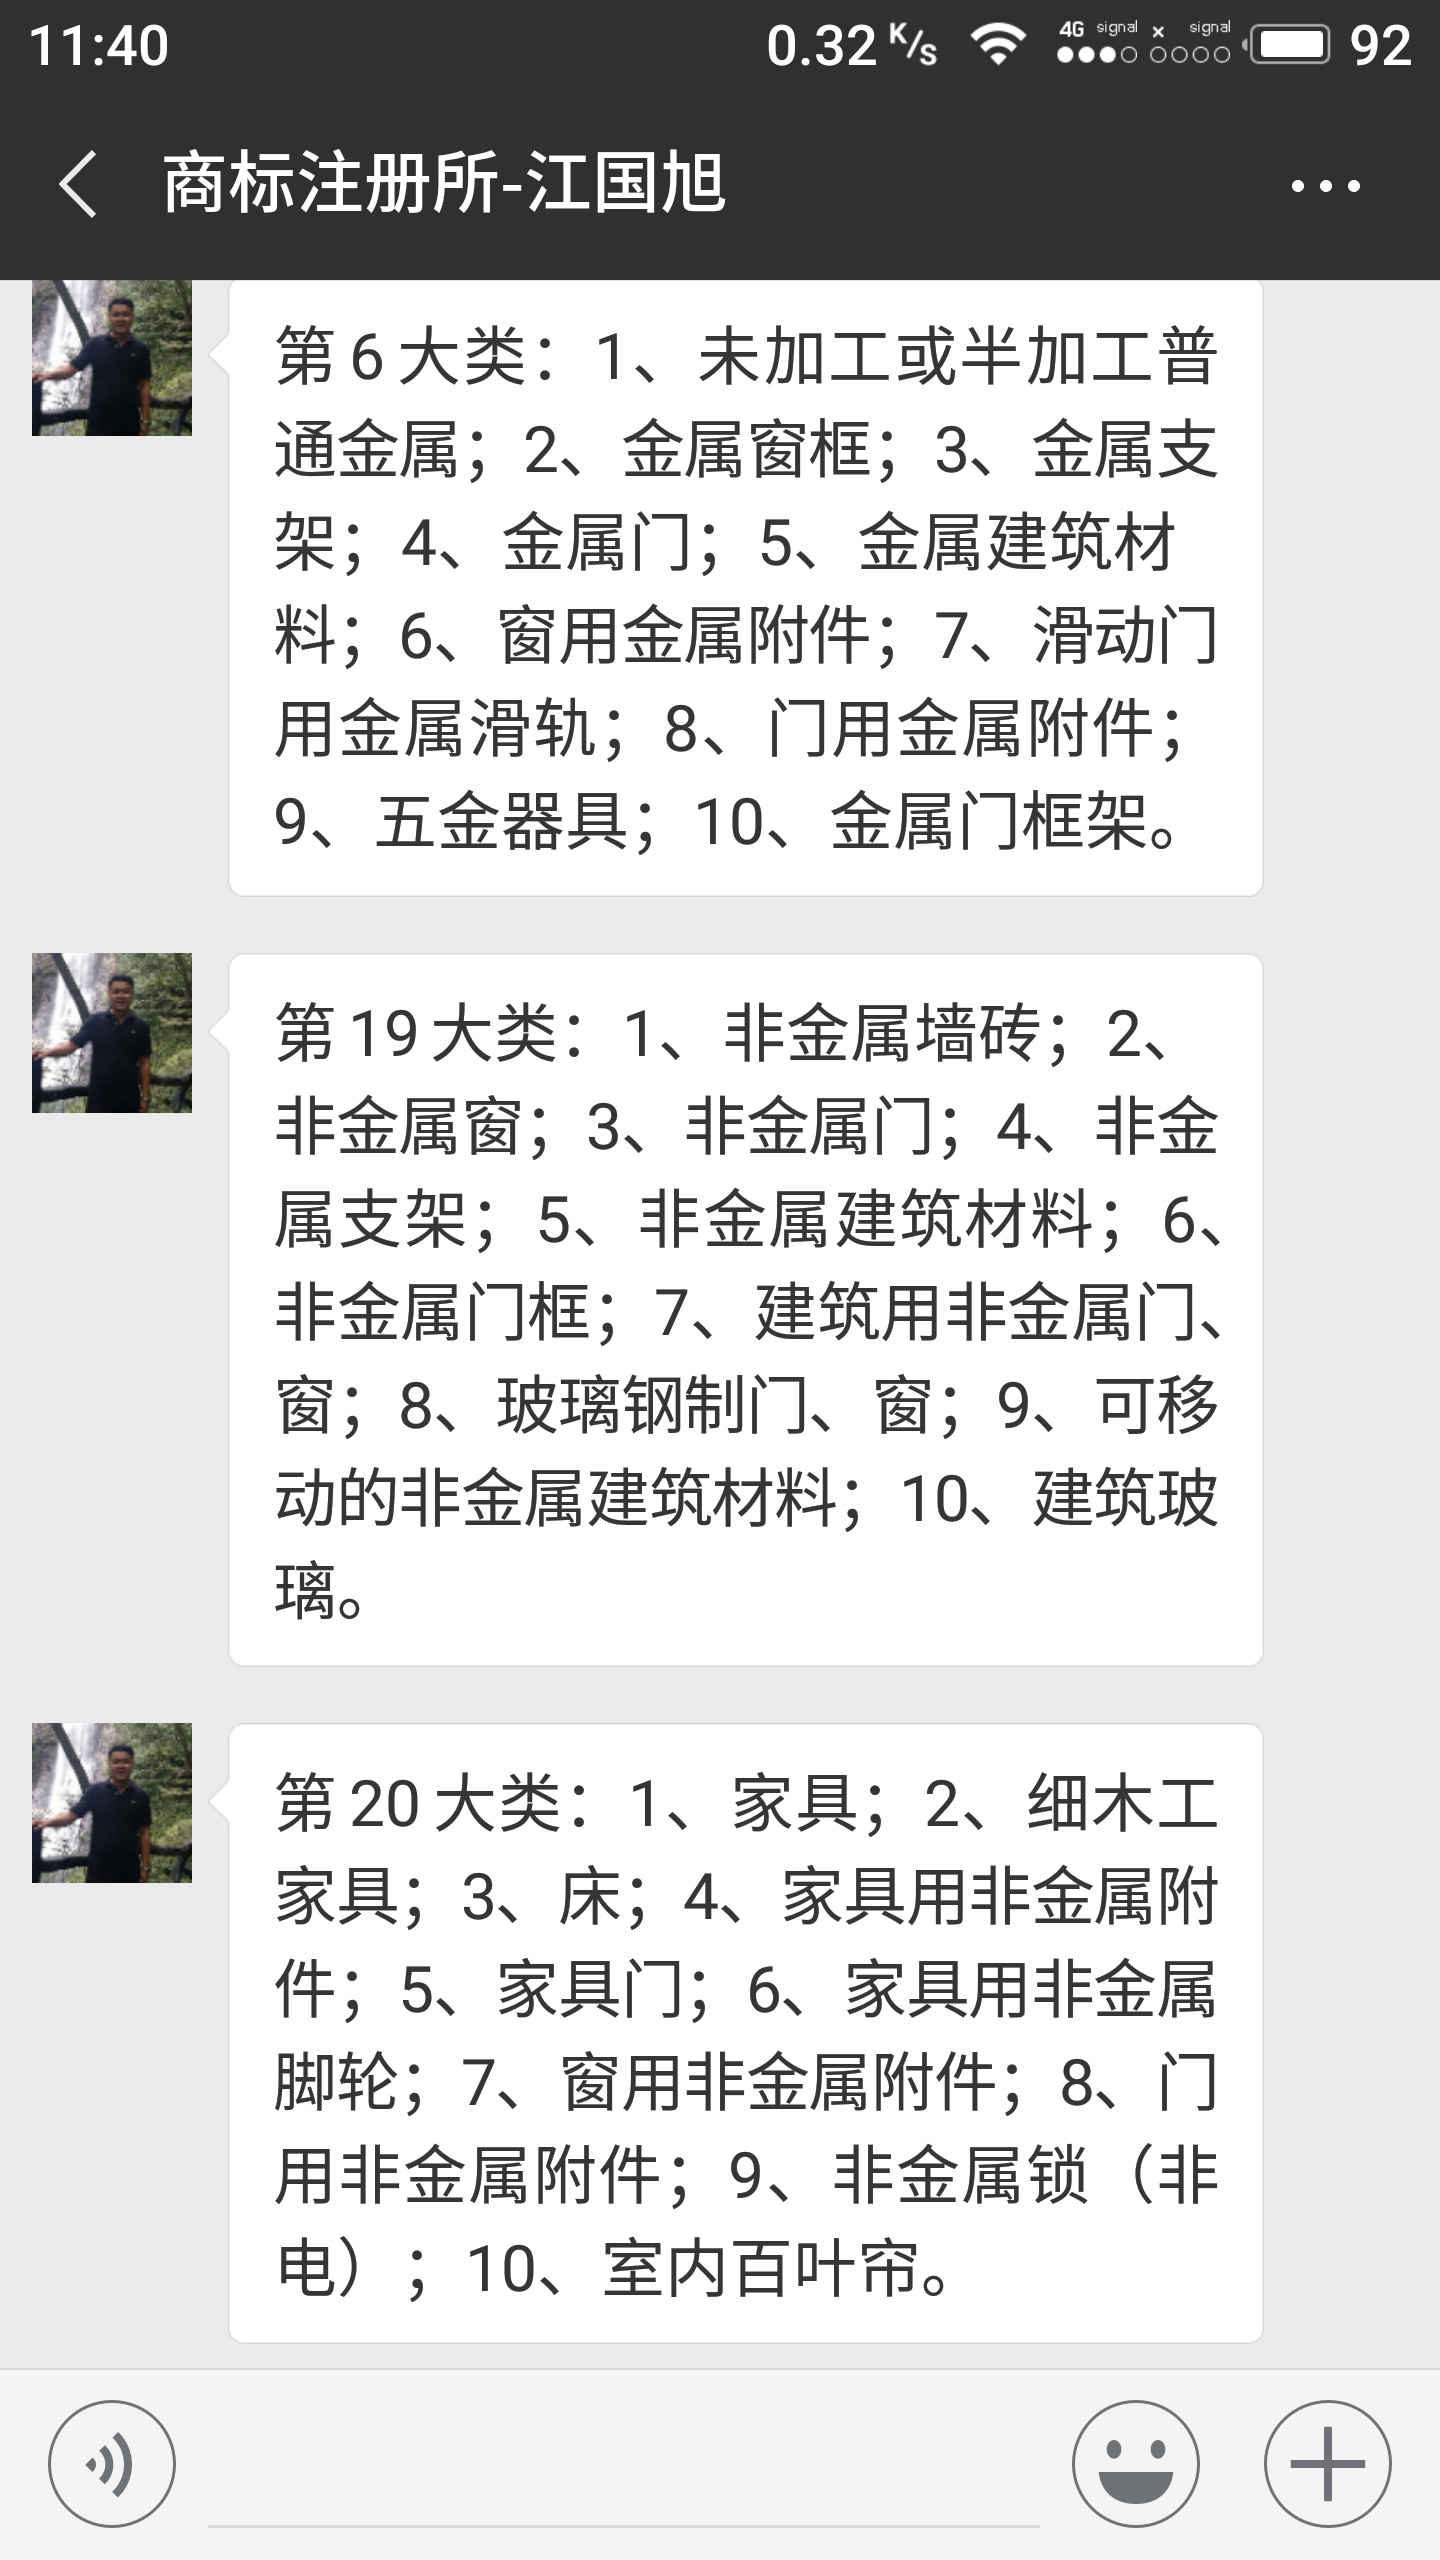 11:40
0.32 K/s 4G signal × signal 92
商标注册所-江国旭
第6大类：1、未加工或半加工普
通金属；2、金属窗框；3、金属支
架；4、金属门；5、金属建筑材
料；6、窗用金属附件；7、滑动门
用金属滑轨；8、门用金属附件；
9、五金器具；10、金属门框架。
第19大类：1、非金属墙砖；2、
非金属窗；3、非金属门；4、非金
属支架；5、非金属建筑材料；6、
非金属门框；7、建筑用非金属门、
窗；8、玻璃钢制门、窗；9、可移
动的非金属建筑材料；10、建筑玻
璃。
第20大类：1、家具；2、细木工
家具；3、床；4、家具用非金属附
件；5、家具门；6、家具用非金属
脚轮；7、窗用非金属附件；8、门
用非金属附件；9、非金属锁（非
电）；10、室内百叶帘。